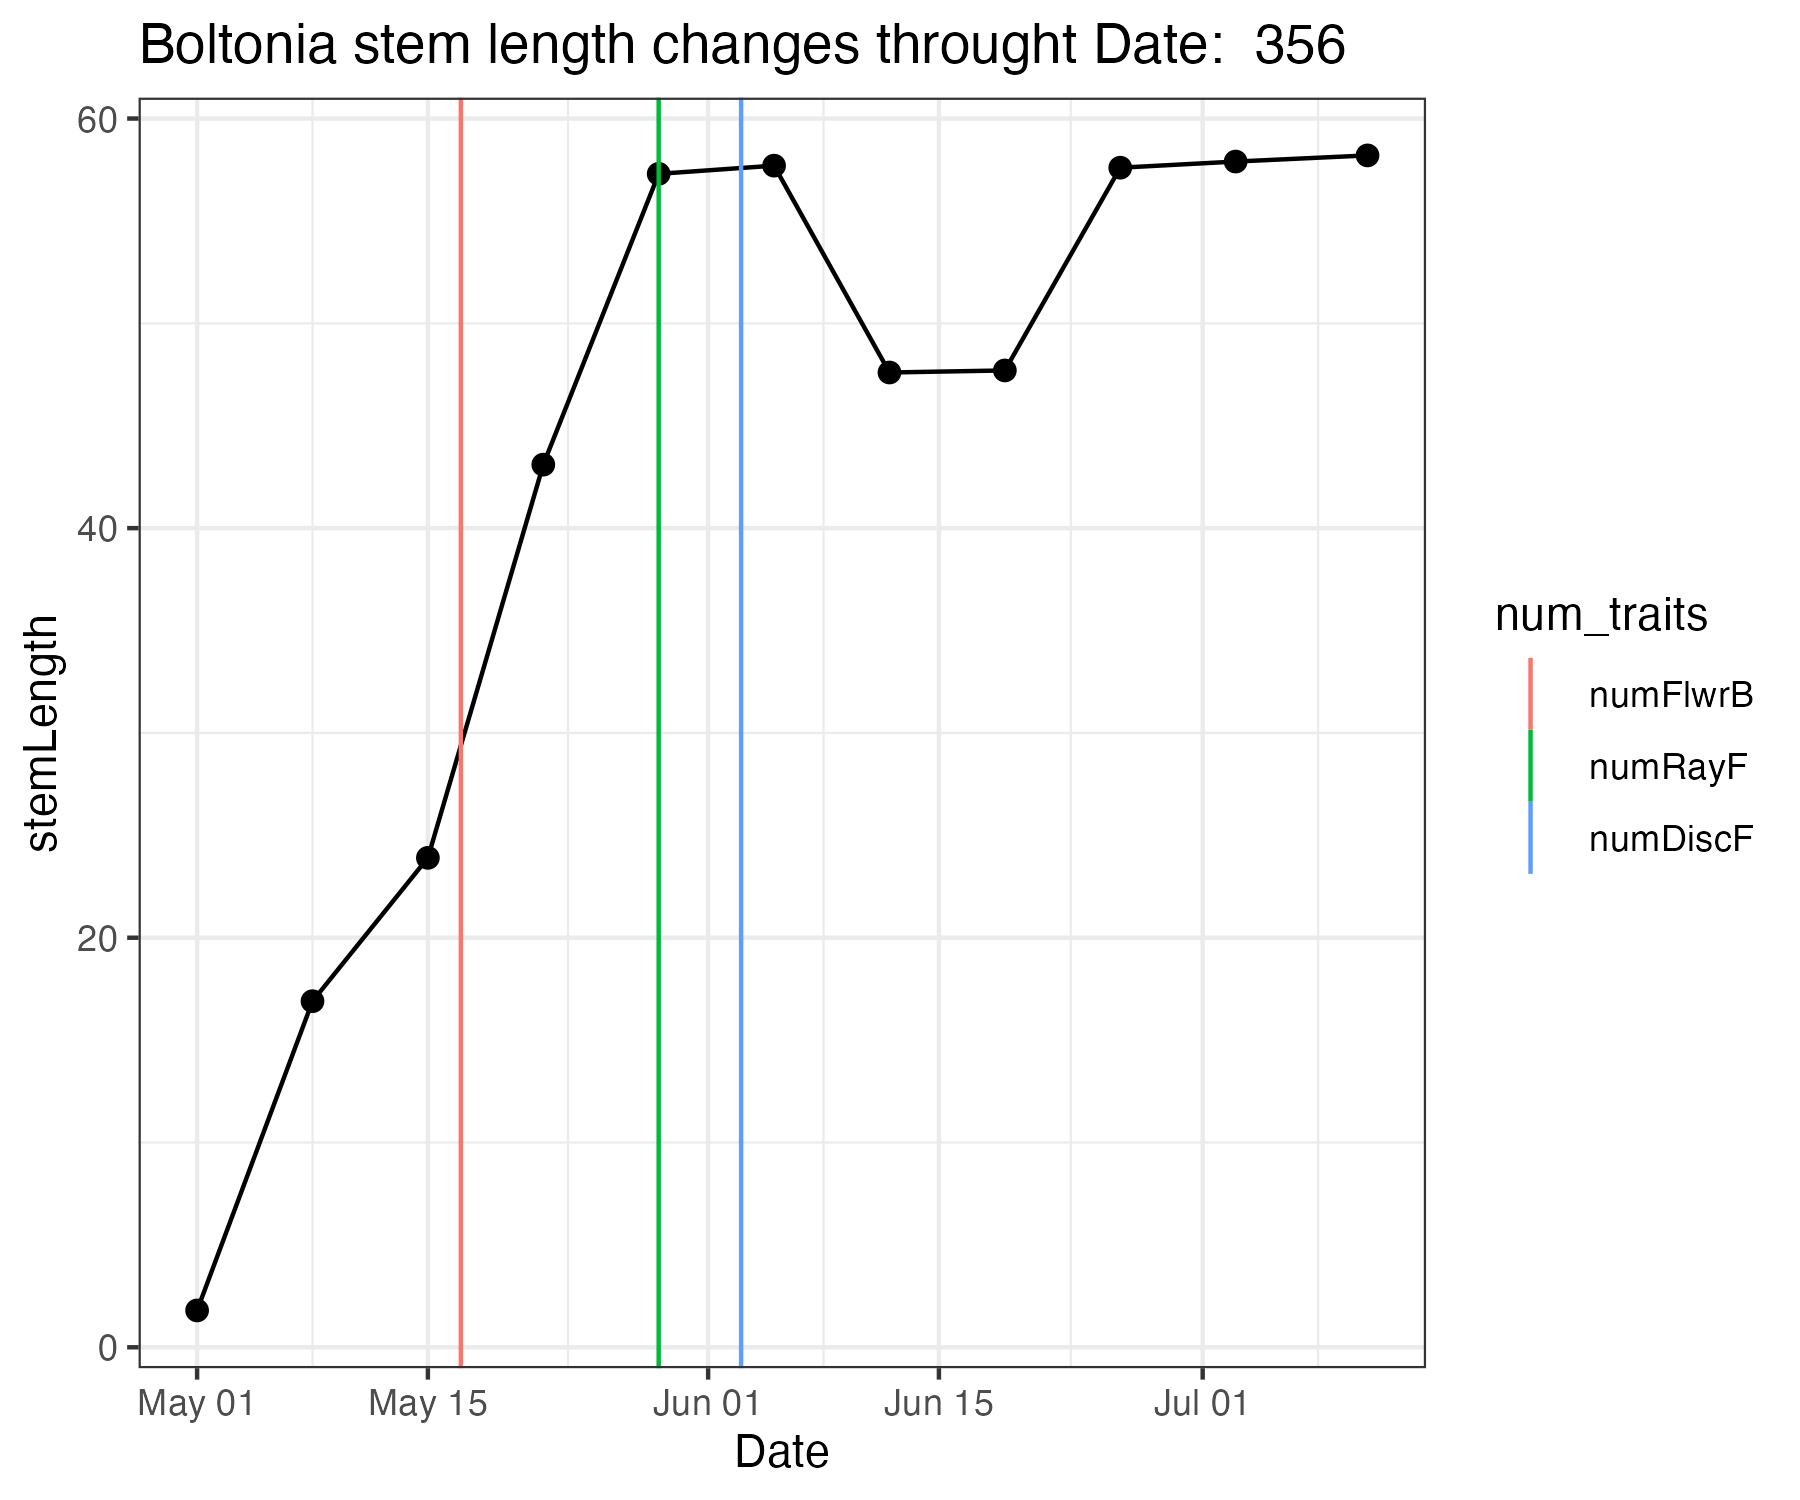 Boltonia stem length changes throught Date:  356
60
40
20
0
stemLength
May 01
May 15
Jun 01
Jun 15
Jul 01
Date
num_traits
numFlwrB
numRayF
numDiscF